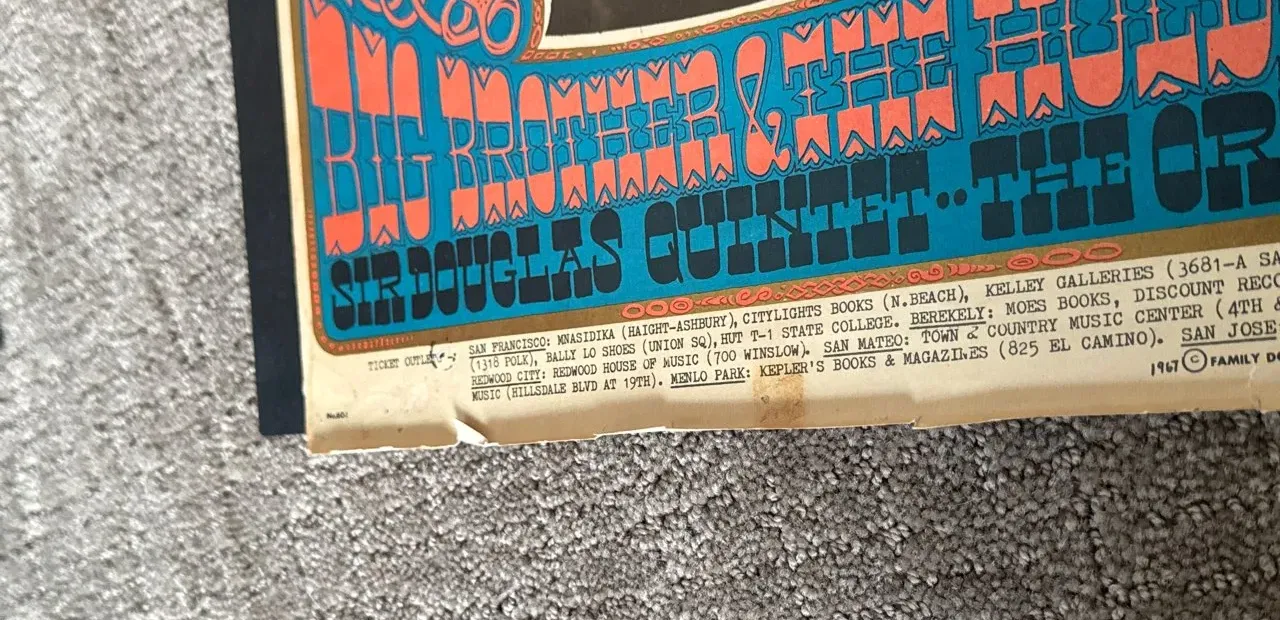 BIG BROTHER & THE HOLD
SIR DOUGLAS QUINTET ·· THE OR
TICKET OUTLETS
SAN FRANCISCO: MNASIDIKA (HAIGHT-ASHBURY), CITYLIGHTS BOOKS (N.BEACH), KELLEY GALLERIES (3681-A SA
(1318 POLK), BALLY LO SHOES (UNION SQ), HUT T-1 STATE COLLEGE. BEREKELY: MOES BOOKS, DISCOUNT RECO
REDWOOD CITY: REDWOOD HOUSE OF MUSIC (700 WINSLOW). SAN MATEO: TOWN & COUNTRY MUSIC CENTER (4TH
MUSIC (HILLSDALE BLVD AT 19TH). MENLO PARK: KEPLER'S BOOKS & MAGAZINES (825 EL CAMINO). SAN JOSE
1967 © FAMILY DO